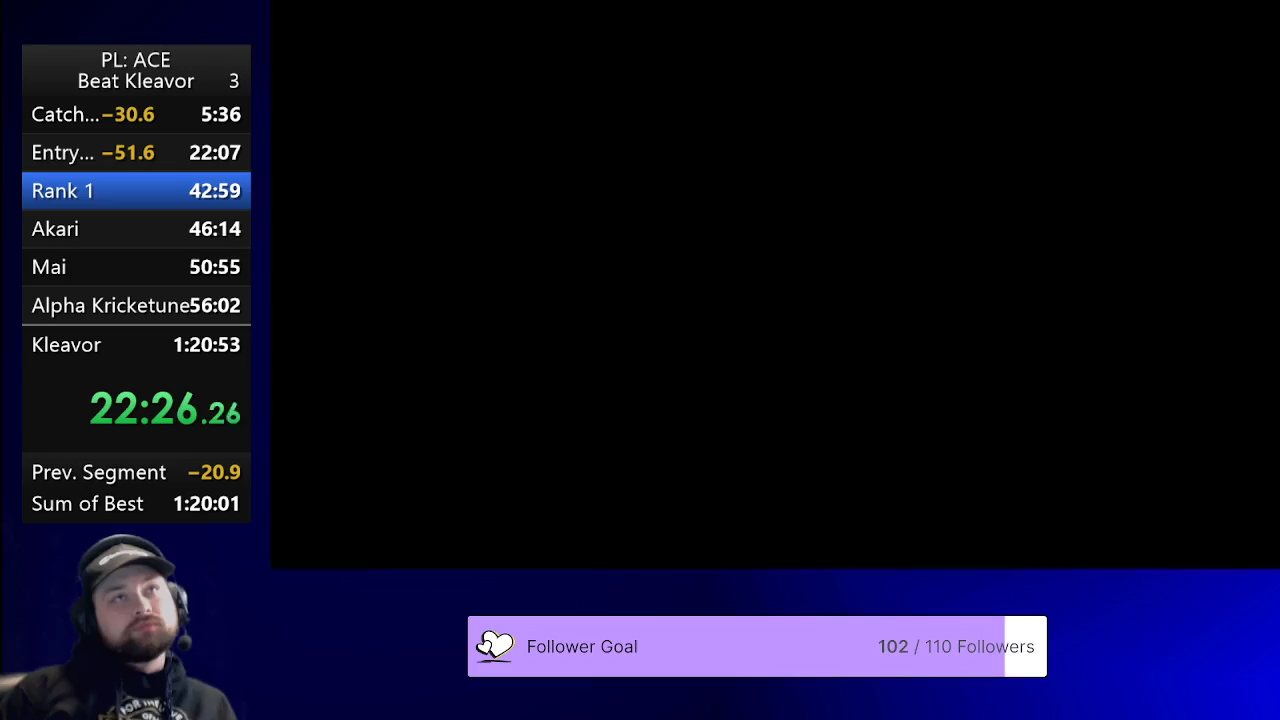 PL: ACE
Beat Kleavor 3
Catch... −30.6 5:36
Entry... −51.6 22:07
Rank 1 42:59
Akari 46:14
Mai 50:55
Alpha Kricketune 56:02
Kleavor 1:20:53
22:26.26
Prev. Segment −20.9
Sum of Best 1:20:01
Follower Goal 102 / 110 Followers
FOR THE